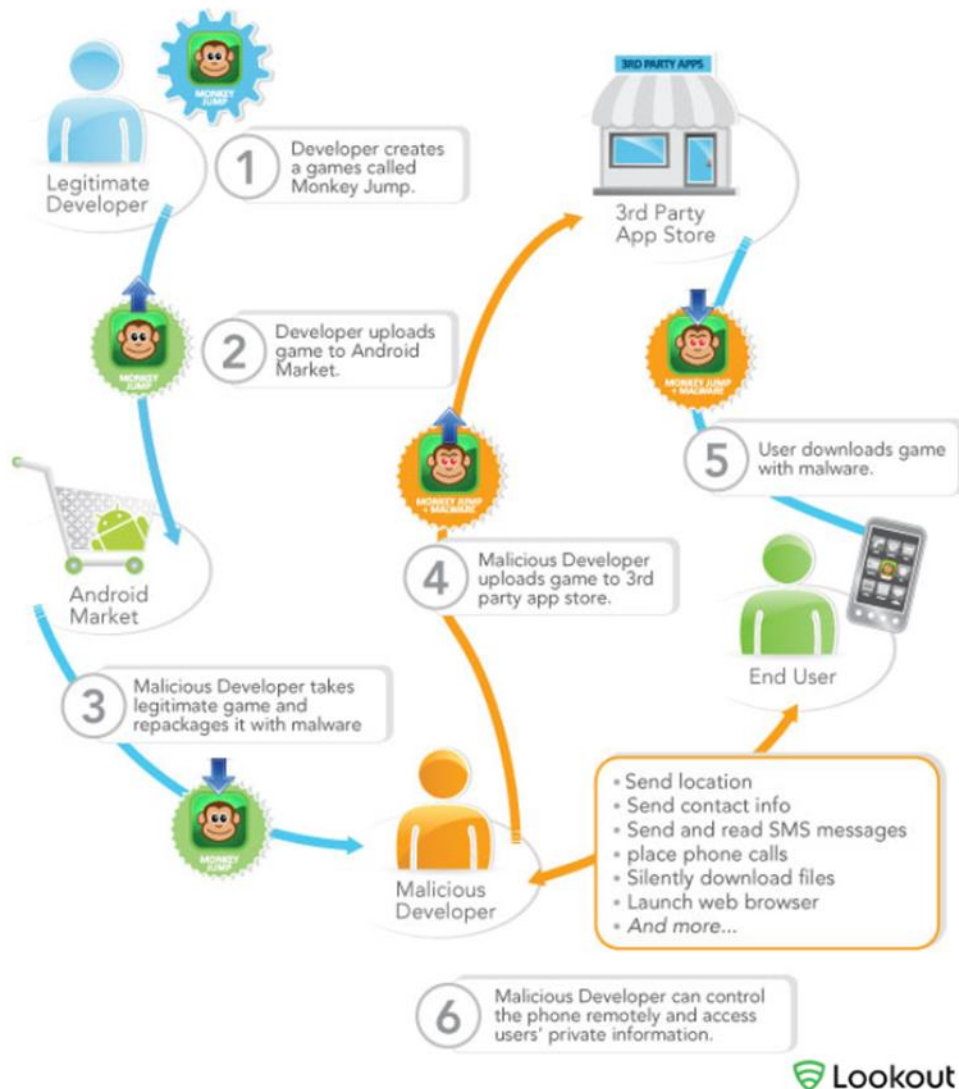 MONKEY
JUMP
Legitimate
Developer
1
Developer creates
a games called
Monkey Jump.
MONKEY
JUMP
2
Developer uploads
game to Android
Market.
Android
Market
3
Malicious Developer takes
legitimate game and
repackages it with malware
MONKEY
JUMP
Malicious
Developer
MONKEY JUMP
+ MALWARE
4
Malicious Developer
uploads game to 3rd
party app store.
3RD PARTY APPS
3rd Party
App Store
MONKEY JUMP
+ MALWARE
5
User downloads game
with malware.
End User
• Send location
• Send contact info
• Send and read SMS messages
• place phone calls
• Silently download files
• Launch web browser
• And more...
6
Malicious Developer can control
the phone remotely and access
users' private information.
Lookout